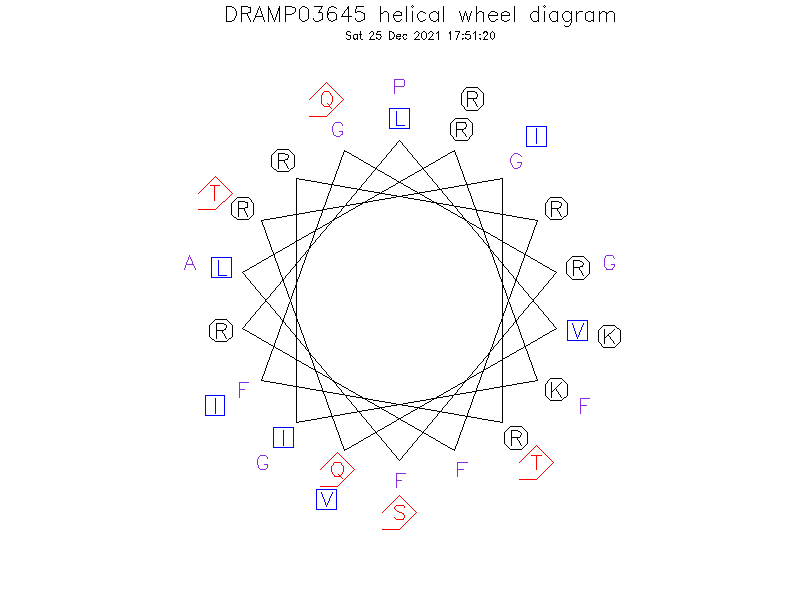 DRAMP03645 helical wheel diagram
Sat 25 Dec 2021 17:51:20
P
Q R
L
G R I
R G
T R R
A L R G
R V K
F K
I F
I R
G Q F T
F
V
S